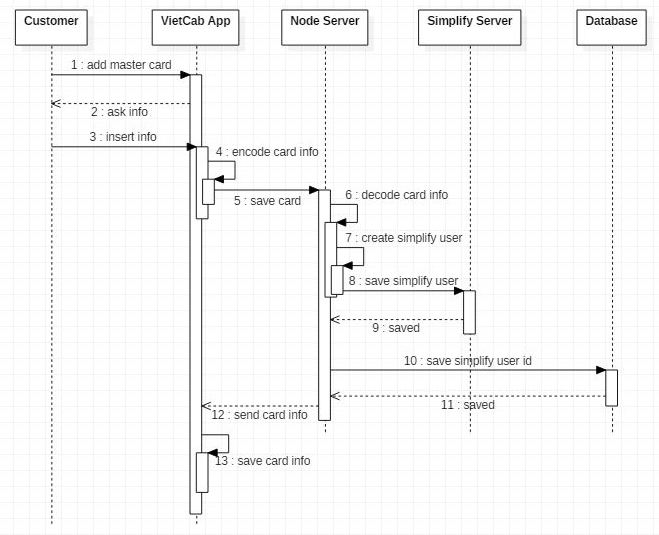 Customer
VietCab App
Node Server
Simplify Server
Database
1 : add master card
2 : ask info
3 : insert info
4 : encode card info
5 : save card
6 : decode card info
7 : create simplify user
8 : save simplify user
9 : saved
10 : save simplify user id
11 : saved
12 : send card info
13 : save card info